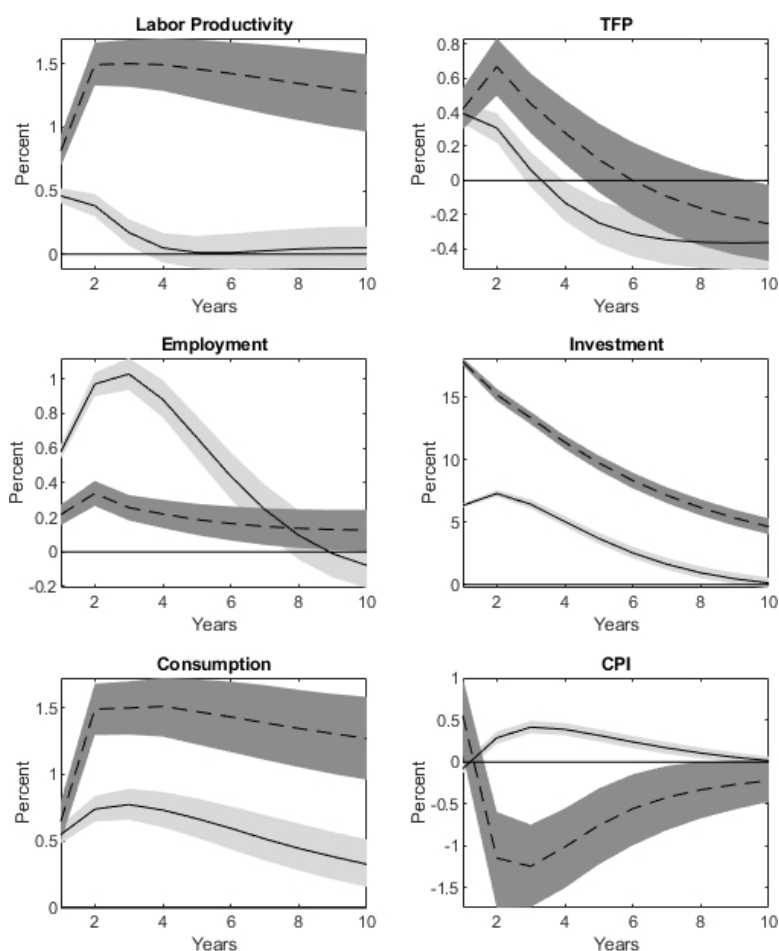 Labor Productivity
1.5
1
0.5
0
Percent
2 4 6 8 10
Years
TFP
0.8
0.6
0.4
0.2
0
-0.2
-0.4
Percent
2 4 6 8 10
Years
Employment
1
0.8
0.6
0.4
0.2
0
-0.2
Percent
2 4 6 8 10
Years
Investment
15
10
5
0
Percent
2 4 6 8 10
Years
Consumption
1.5
1
0.5
0
Percent
2 4 6 8 10
Years
CPI
1
0.5
0
-0.5
-1
-1.5
Percent
2 4 6 8 10
Years